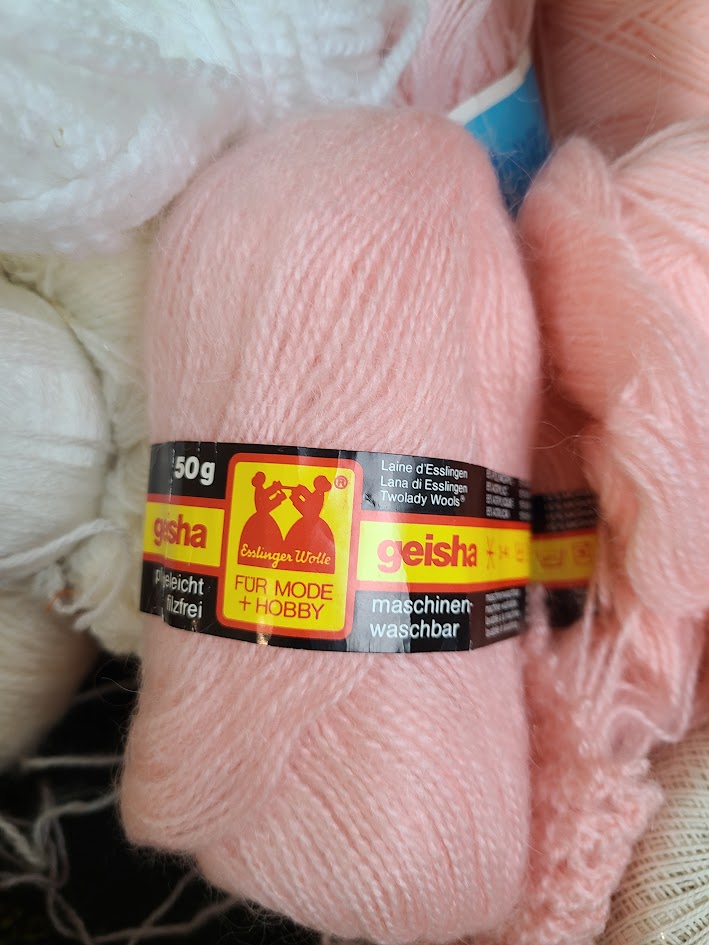 50g
geisha
pflegeleicht
filzfrei
®
Esslinger Wolle
FÜR MODE
+ HOBBY
Laine d'Esslingen
Lana di Esslingen
Twolady Wools®
geisha
maschinen-
waschbar